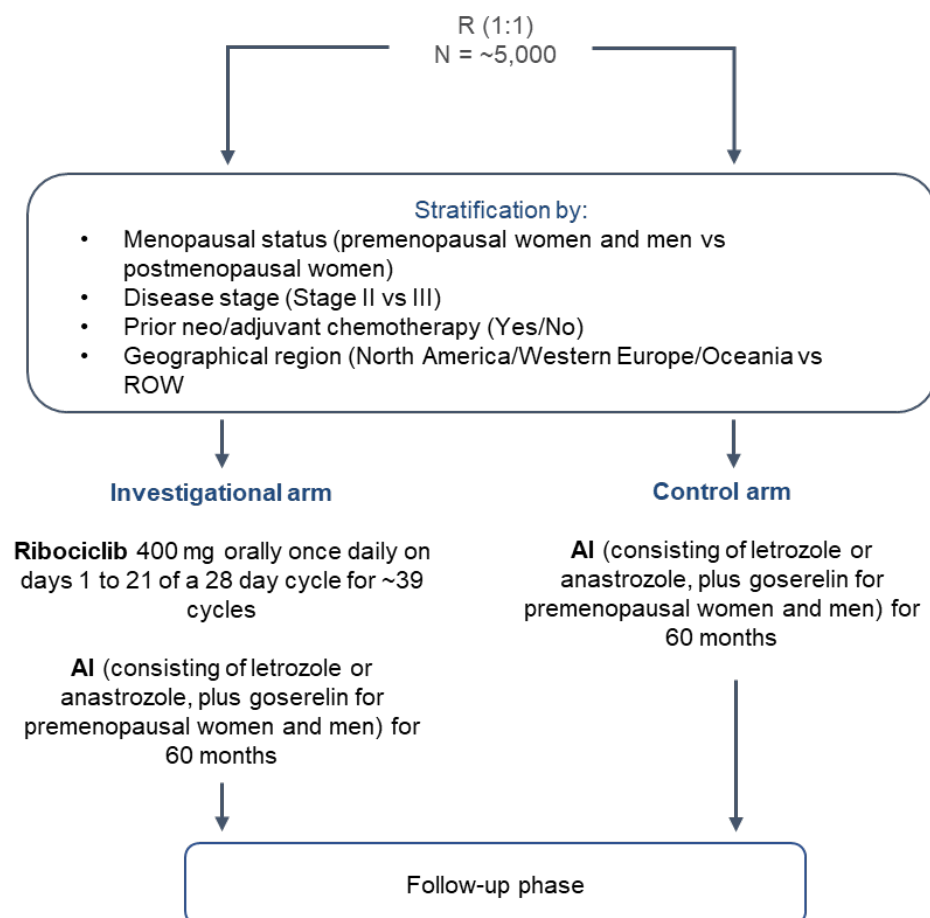 R (1:1)
N = ~5,000
Stratification by:
• Menopausal status (premenopausal women and men vs
postmenopausal women)
• Disease stage (Stage II vs III)
• Prior neo/adjuvant chemotherapy (Yes/No)
• Geographical region (North America/Western Europe/Oceania vs
ROW
Investigational arm
Ribociclib 400 mg orally once daily on
days 1 to 21 of a 28 day cycle for ~39
cycles
AI (consisting of letrozole or
anastrozole, plus goserelin for
premenopausal women and men) for
60 months
Control arm
AI (consisting of letrozole or
anastrozole, plus goserelin for
premenopausal women and men) for
60 months
Follow-up phase